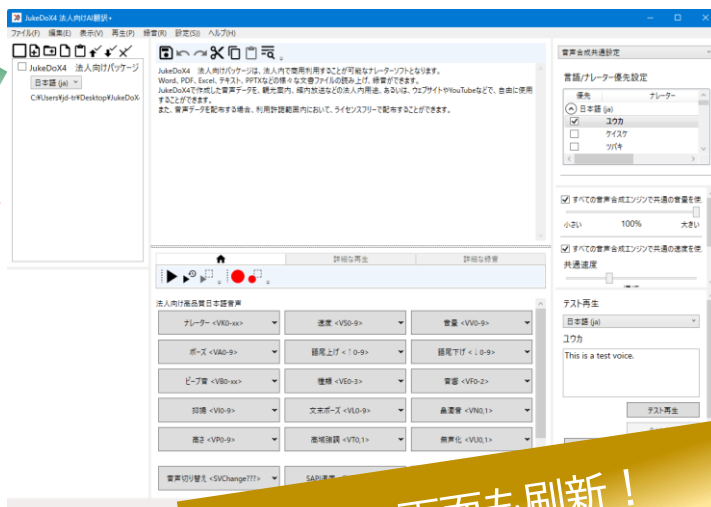 JukeDoX4 法人向けAI翻訳+
ファイル(F) 編集(E) 表示(V) 再生(P) 録音(R) 設定(S)) ヘルプ(H)
JukeDoX4 法人向けパッケージ
日本語 (ja)
C:¥Users¥jd-tr¥Desktop¥JukeDoX-
JukeDoX4 法人向けパッケージは、法人内で商用利用することが可能なナレーターソフトとなります。
Word、PDF、Excel、テキスト、PPTXなどの様々な文書ファイルの読み上げ、録音ができます。
JukeDoX4で作成した音声データを、観光案内、館内放送などの法人内用途、あるいは、ウェブサイトやYouTubeなどで、自由に使用
することができます。
また、音声データを配布する場合、利用許諾範囲内において、ライセンスフリーで配布することができます。
詳細な再生
詳細な録音
法人向け高品質日本語音声
ナレーター <VK0-xx>
速度 <VS0-9>
音量 <VV0-9>
ポーズ <VA0-9>
語尾上げ <↑0-9>
語尾下げ <↓0-9>
ビープ音 <VB0-xx>
種類 <VE0-3>
音響 <VF0-2>
抑揚 <VI0-9>
文末ポーズ <VL0-9>
鼻濁音 <VN0,1>
高さ <VP0-9>
高域強調 <VT0,1>
無声化 <VU0,1>
音声切り替え <SVChange???>
音声合成共通設定
言語/ナレーター優先設定
優先 ナレーター
日本語 (ja)
ユウカ
ケイスケ
ツバキ
すべての音声合成エンジンで共通の音量を使
小さい 100% 大きい
すべての音声合成エンジンで共通の速度を使
共通速度
テスト再生
日本語 (ja)
ユウカ
This is a test voice.
テスト再生
画面も刷新！